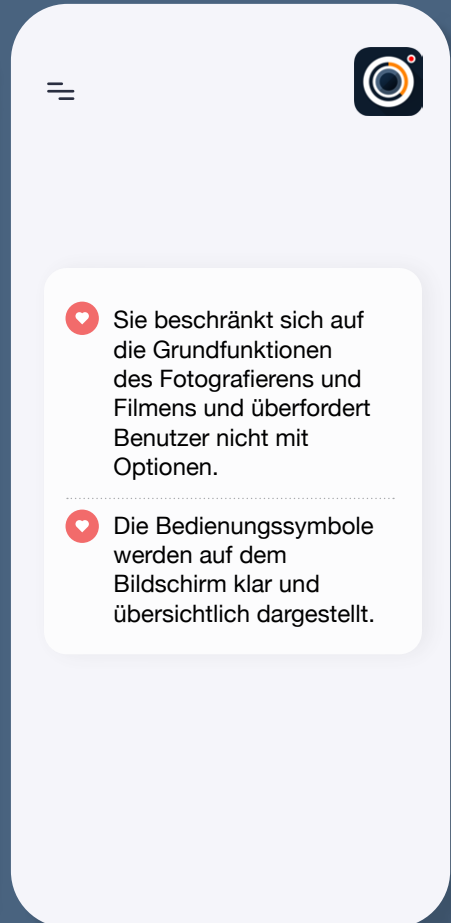 Sie beschränkt sich auf
die Grundfunktionen
des Fotografierens und
Filmens und überfordert
Benutzer nicht mit
Optionen.
Die Bedienungssymbole
werden auf dem
Bildschirm klar und
übersichtlich dargestellt.